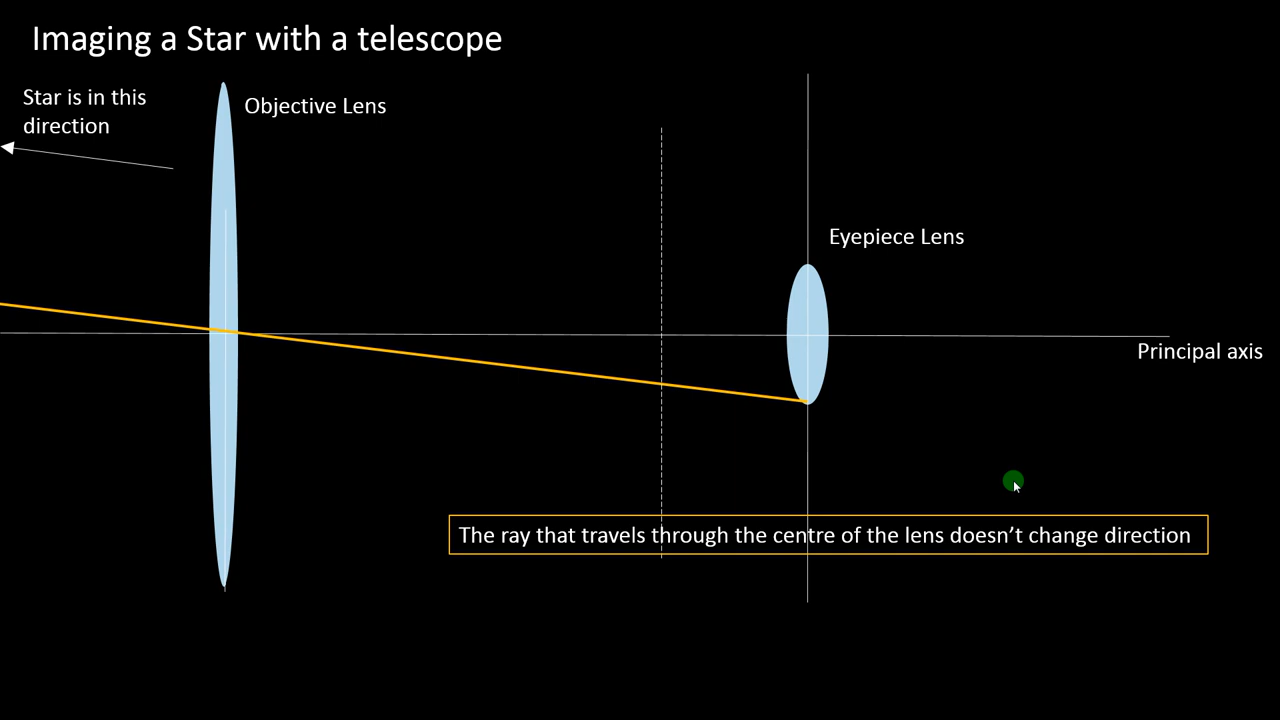 Imaging a Star with a telescope
Star is in this
direction
Objective Lens
Eyepiece Lens
Principal axis
The ray that travels through the centre of the lens doesn’t change direction